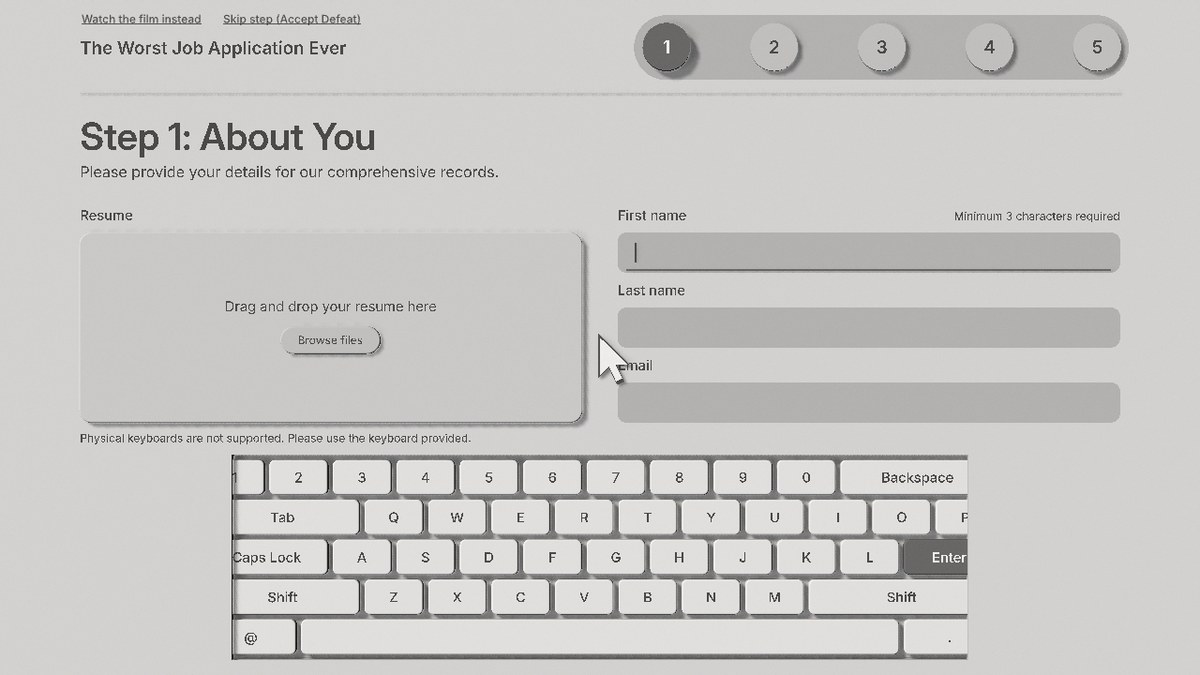 Watch the film instead Skip step (Accept Defeat)
The Worst Job Application Ever
1 2 3 4 5
Step 1: About You
Please provide your details for our comprehensive records.
Resume
Drag and drop your resume here
Browse files
First name Minimum 3 characters required
Last name
Email
Physical keyboards are not supported. Please use the keyboard provided.
1 2 3 4 5 6 7 8 9 0 Backspace
Tab Q W E R T Y U I O P
Caps Lock A S D F G H J K L Enter
Shift Z X C V B N M Shift
@ .